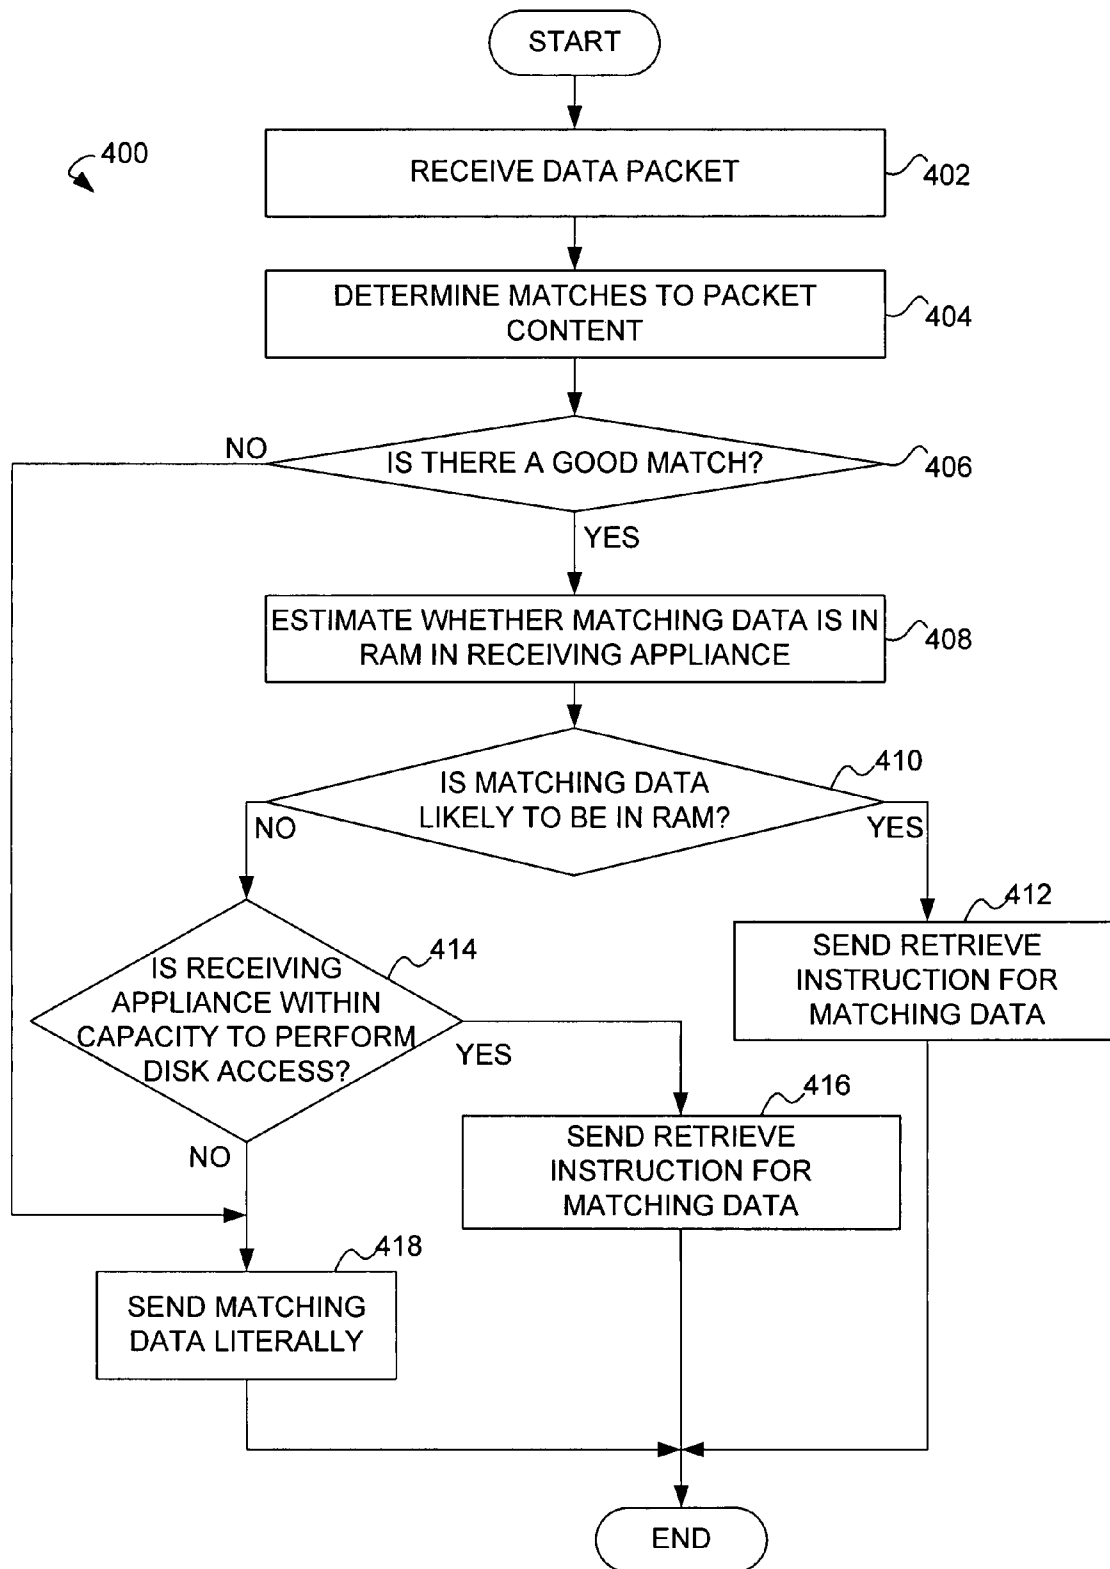 START
400
RECEIVE DATA PACKET
402
DETERMINE MATCHES TO PACKET
CONTENT
404
NO
IS THERE A GOOD MATCH?
406
YES
ESTIMATE WHETHER MATCHING DATA IS IN
RAM IN RECEIVING APPLIANCE
408
IS MATCHING DATA
LIKELY TO BE IN RAM?
410
NO
YES
412
SEND RETRIEVE
INSTRUCTION FOR
MATCHING DATA
IS RECEIVING
APPLIANCE WITHIN
CAPACITY TO PERFORM
DISK ACCESS?
414
YES
416
SEND RETRIEVE
INSTRUCTION FOR
MATCHING DATA
NO
418
SEND MATCHING
DATA LITERALLY
END